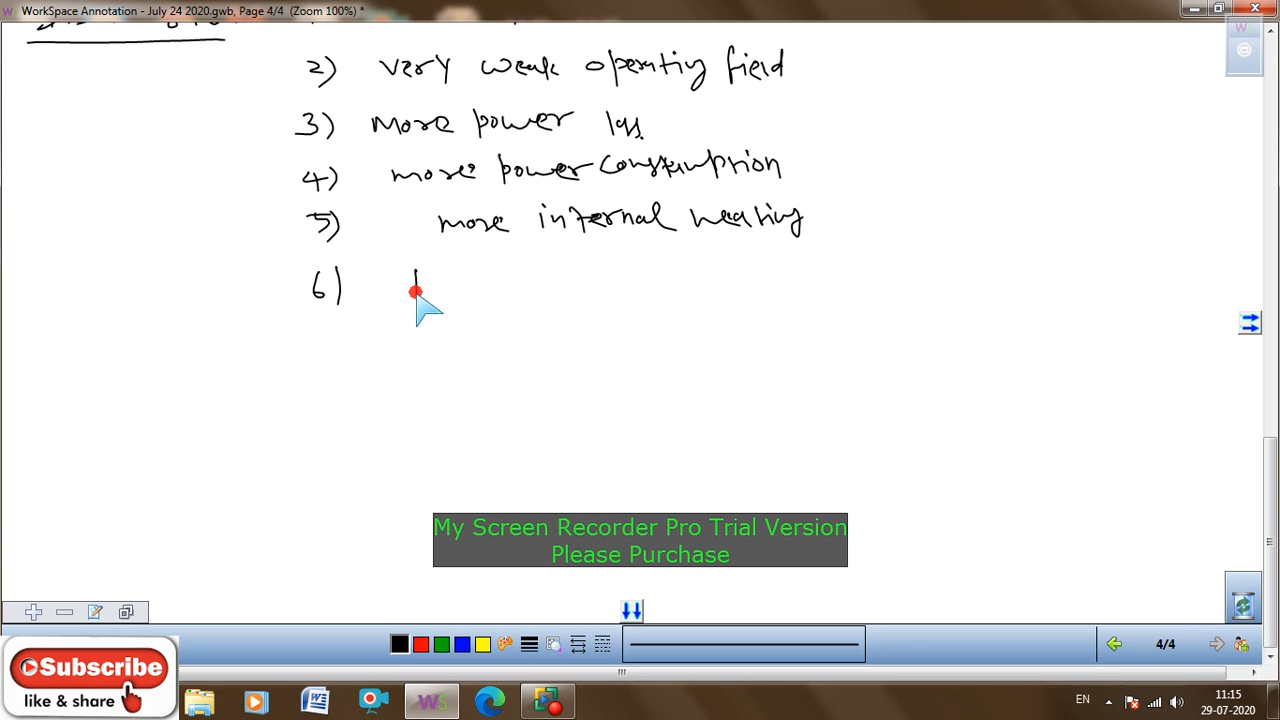 WorkSpace Annotation - July 24 2020.gwb, Page 4/4 (Zoom 100%) *
2) very weak operating field
3) More power loss
4) more power consumption
5) more internal heating
6)
My Screen Recorder Pro Trial Version
Please Purchase
4/4
Subscribe
like & share
EN
11:15
29-07-2020